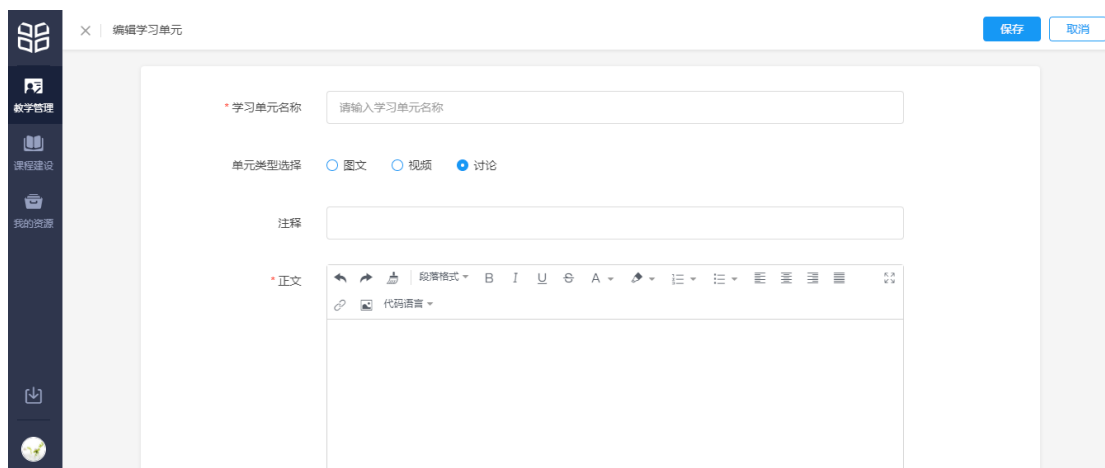 编辑学习单元
保存
取消
教学管理
课程建设
我的资源
* 学习单元名称
请输入学习单元名称
单元类型选择
图文
视频
讨论
注释
* 正文
段落格式
B I U S A
代码语言